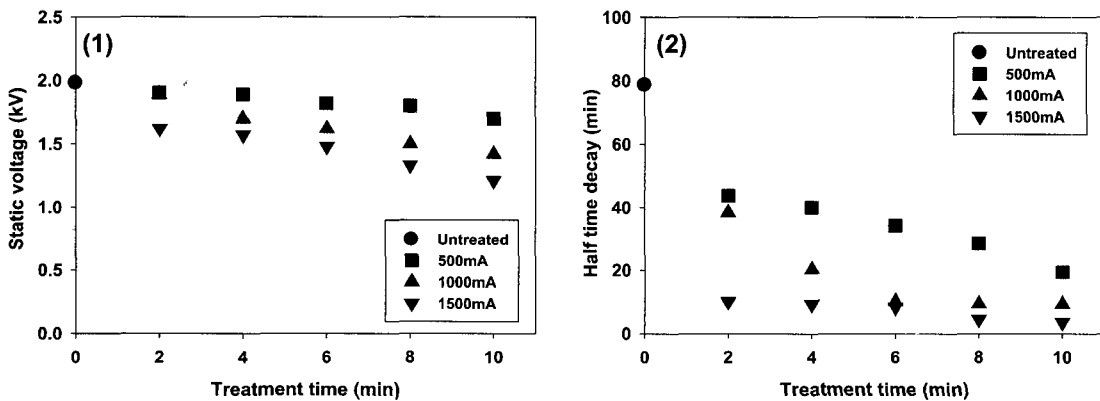 (1)
Static voltage (kV)
2.5
2.0
1.5
1.0
0.5
0.0
0 2 4 6 8 10
Treatment time (min)
Untreated
500mA
1000mA
1500mA
(2)
Half time decay (min)
100
80
60
40
20
0
0 2 4 6 8 10
Treatment time (min)
Untreated
500mA
1000mA
1500mA